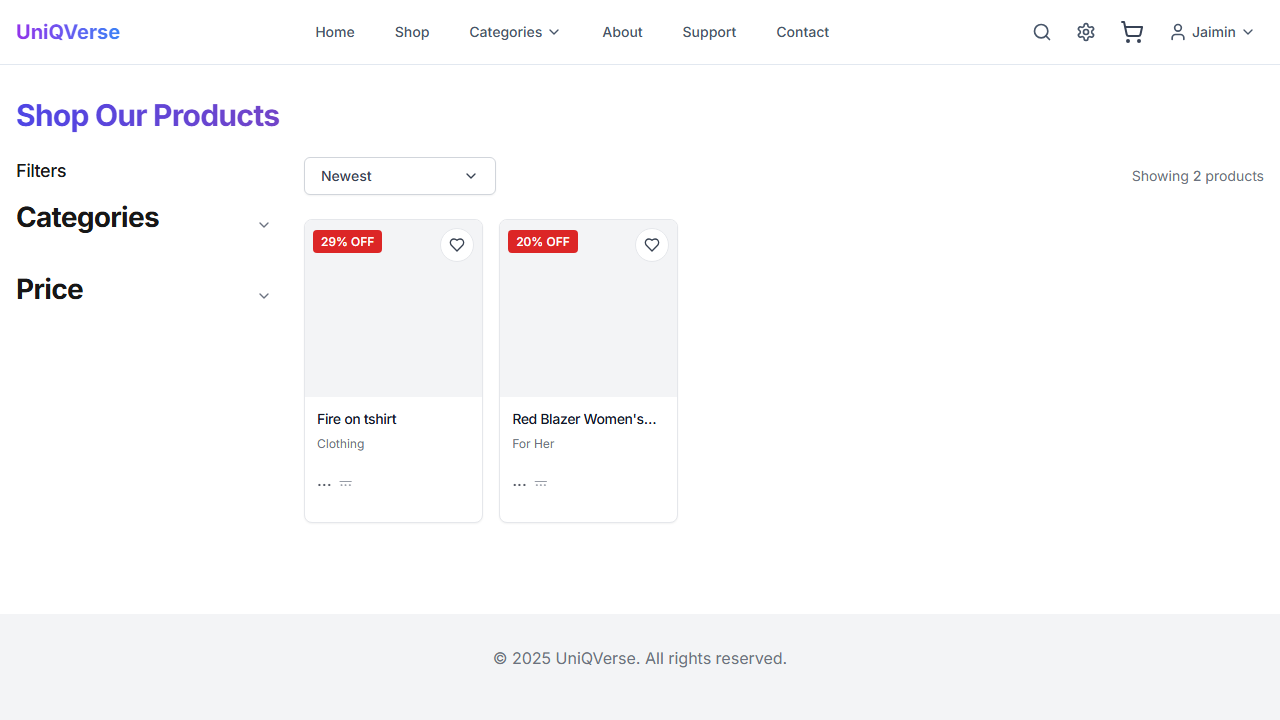 UniQVerse
Home
Shop
Categories
About
Support
Contact
Jaimin
Shop Our Products
Filters
Newest
Showing 2 products
Categories
Price
29% OFF
20% OFF
Fire on tshirt
Clothing
...
...
Red Blazer Women's...
For Her
...
...
© 2025 UniQVerse. All rights reserved.